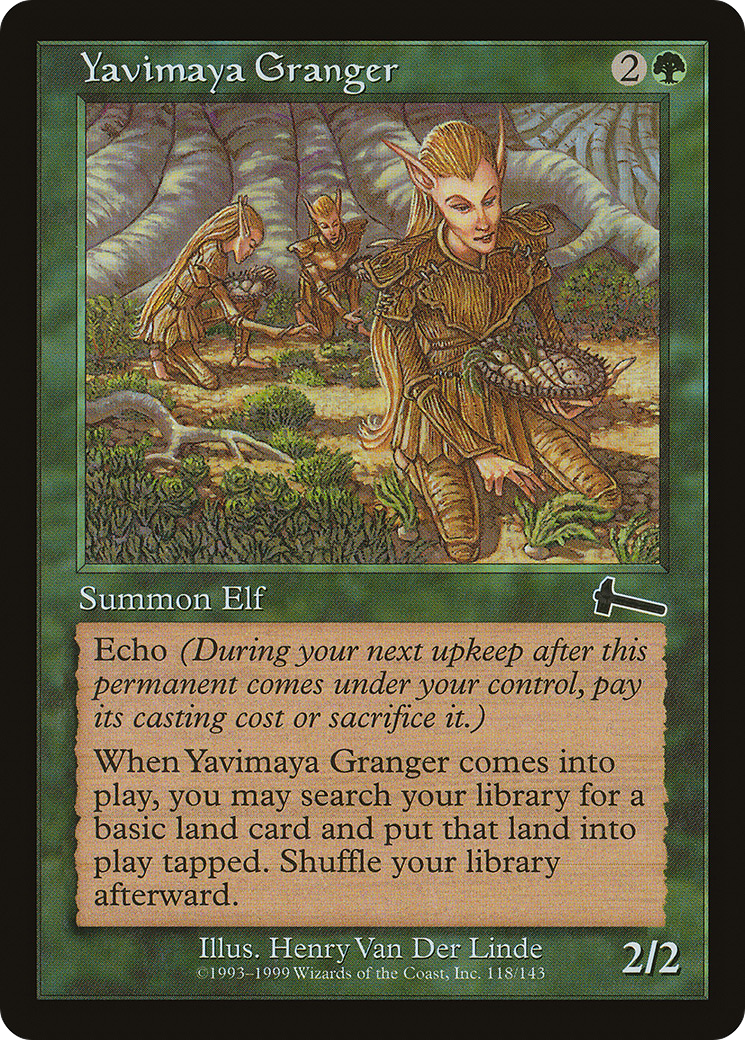 Yavimaya Granger
2
Summon Elf
Echo (During your next upkeep after this
permanent comes under your control, pay
its casting cost or sacrifice it.)
When Yavimaya Granger comes into
play, you may search your library for a
basic land card and put that land into
play tapped. Shuffle your library
afterward.
Illus. Henry Van Der Linde
©1993–1999 Wizards of the Coast, Inc. 118/143
2/2